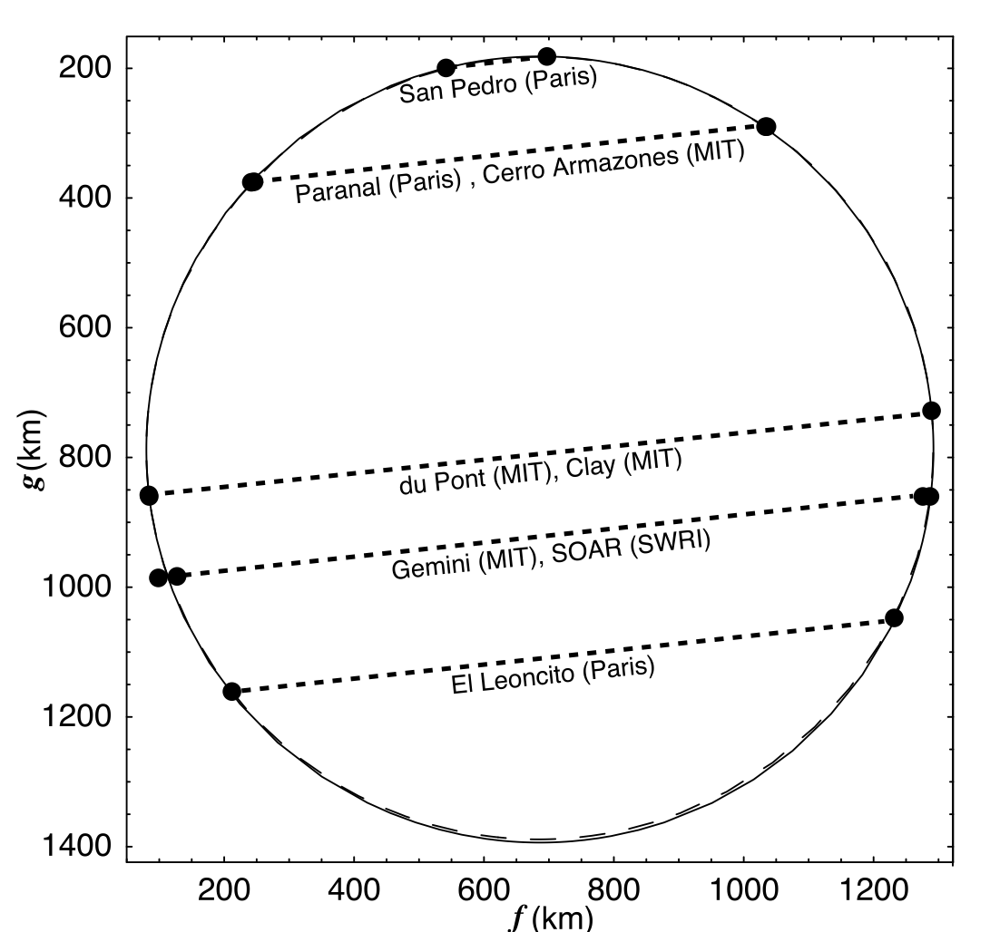 200
San Pedro (Paris)
Paranal (Paris) , Cerro Armazones (MIT)
400
600
g (km)
800
du Pont (MIT), Clay (MIT)
Gemini (MIT), SOAR (SWRI)
1000
El Leoncito (Paris)
1200
1400
200 400 600 800 1000 1200
f (km)